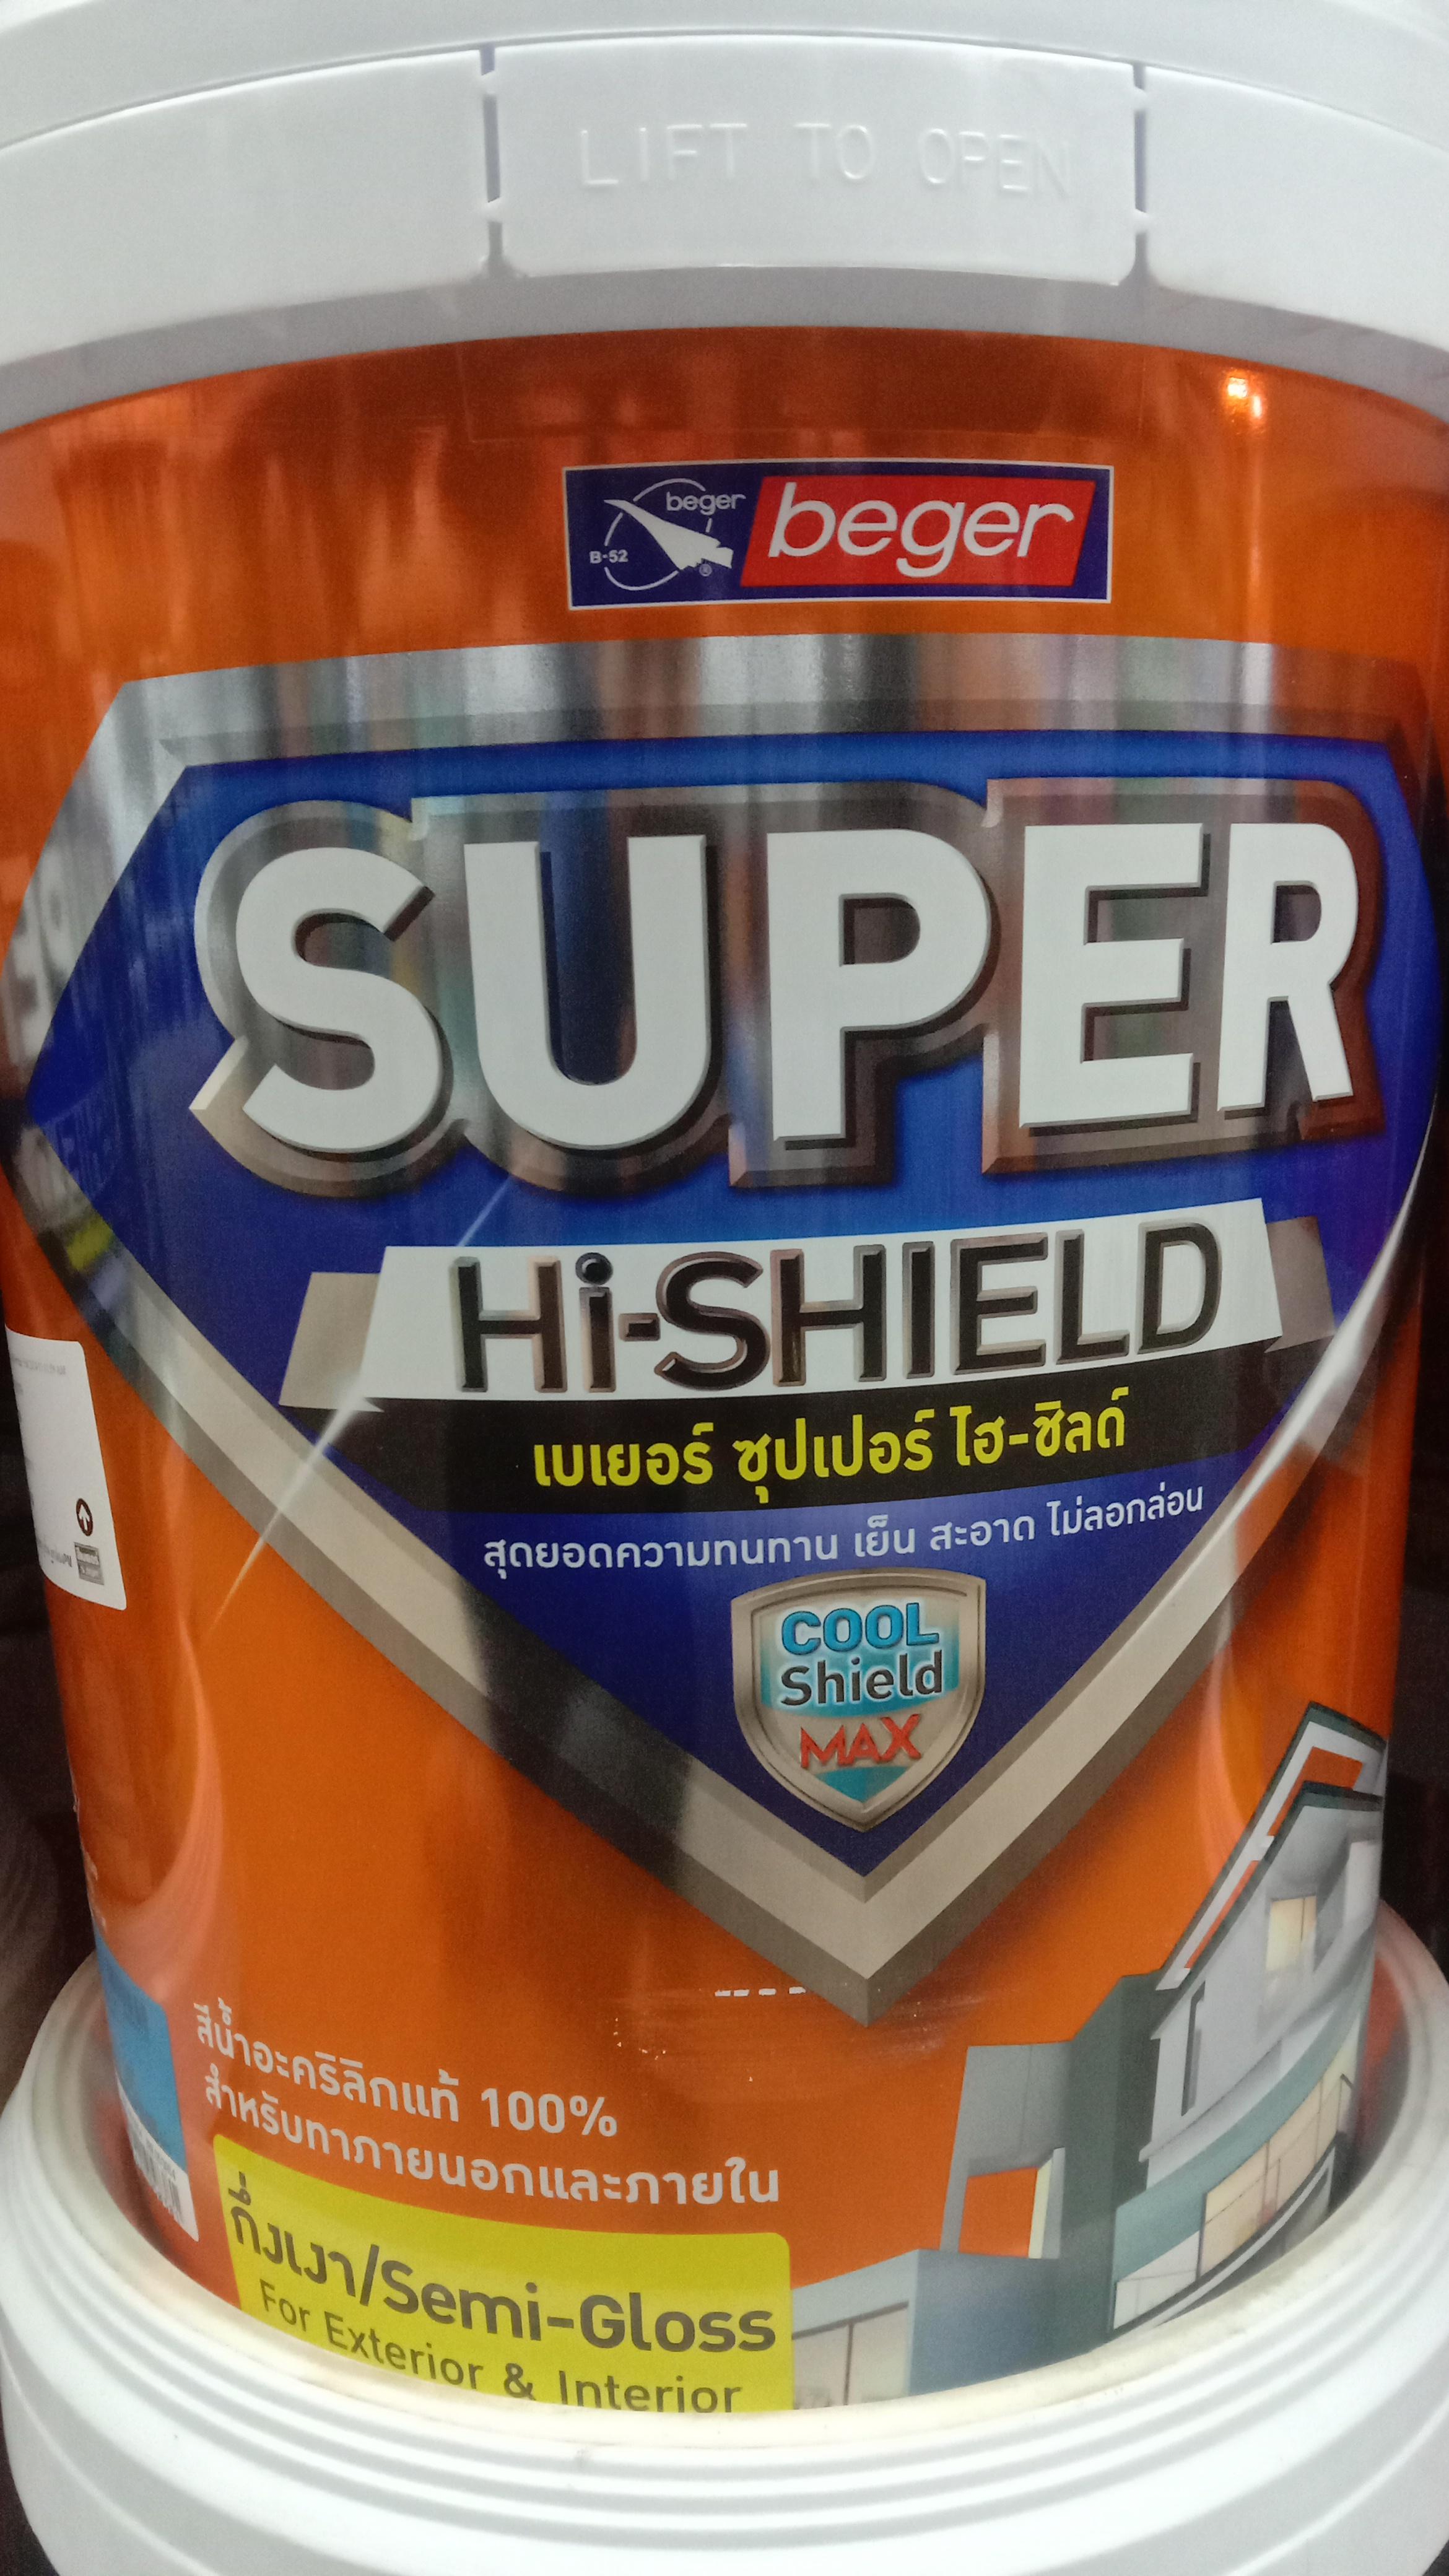 LIFT TO OPEN
beger
B-52
®
beger
SUPER
Hi-SHIELD
เบเยอร์ ซุปเปอร์ ไฮ-ชิลด์
สุดยอดความทนทาน เย็น สะอาด ไม่ลอกล่อน
COOL
Shield
MAX
สีน้ำอะคริลิกแท้ 100%
สำหรับทาภายนอกและภายใน
กึ่งเงา/Semi-Gloss
For Exterior & Interior